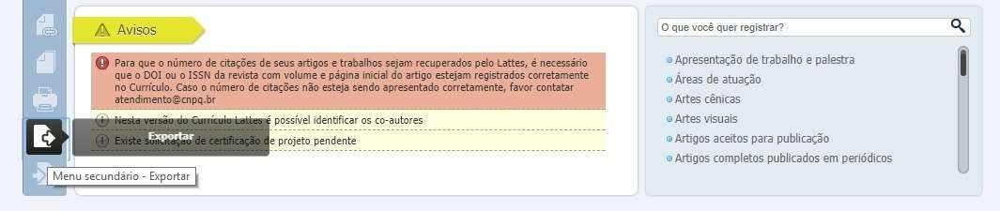 Avisos
Para que o número de citações de seus artigos e trabalhos sejam recuperados pelo Lattes, é necessário
que o DOI ou o ISSN da revista com volume e página inicial do artigo estejam registrados corretamente
no Currículo. Caso o número de citações não esteja sendo apresentado corretamente, favor contatar
atendimento@cnpq.br
Nesta versão do Currículo Lattes é possível identificar os co-autores
Exportar
Existe solicitação de certificação de projeto pendente
Menu secundário - Exportar
O que você quer registrar?
Apresentação de trabalho e palestra
Áreas de atuação
Artes cênicas
Artes visuais
Artigos aceitos para publicação
Artigos completos publicados em periódicos